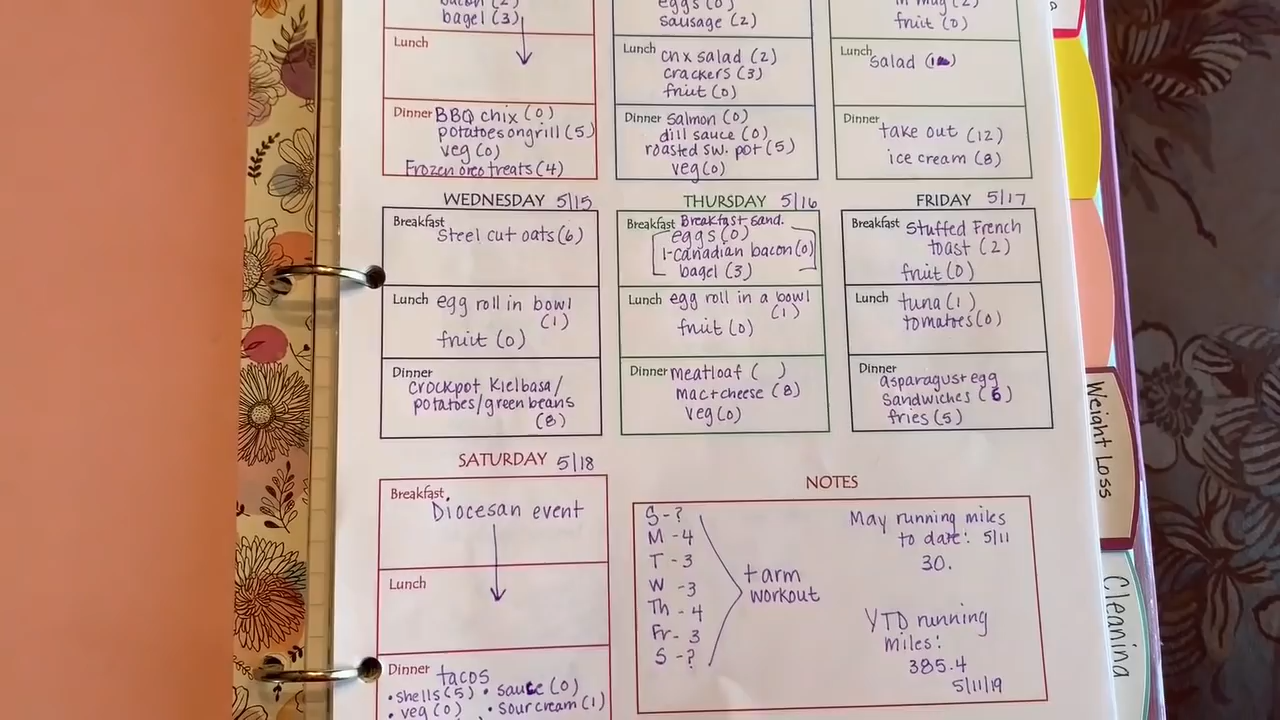 bacon (2)
bagel (3)
Lunch
Dinner BBQ chix (0)
potatoes on grill (5)
veg (0)
Frozen oreo treats (4)
eggs (0)
sausage (2)
Lunch cnx salad (2)
crackers (3)
fruit (0)
Dinner salmon (0)
dill sauce (0)
roasted sw. pot (5)
veg (0)
in mug (2)
fruit (0)
Lunch salad (1)
Dinner
take out (12)
ice cream (8)
WEDNESDAY 5/15
Breakfast
steel cut oats (6)
Lunch egg roll in bowl
(1)
fruit (0)
Dinner
crockpot kielbasa/
potatoes/green beans
(8)
THURSDAY 5/16
Breakfast Breakfast sand.
eggs (0)
1-Canadian bacon (0)
bagel (3)
Lunch egg roll in a bowl
(1)
fruit (0)
Dinner meatloaf ( )
mac + cheese (8)
veg (0)
FRIDAY 5/17
Breakfast Stuffed French
toast (2)
fruit (0)
Lunch tuna (1)
tomatoes (0)
Dinner
asparagus + egg
sandwiches (6)
fries (5)
SATURDAY 5/18
Breakfast
Diocesan event
Lunch
Dinner tacos
• shells (5) • sauce (0)
• veg (0) • sour cream (1)
NOTES
S - ?
M - 4
T - 3
W - 3
Th - 4
Fr - 3
S - ?
+ arm
workout
May running miles
to date: 5/11
30.
YTD running
miles:
385.4
5/11/19
Weight Loss
Cleaning